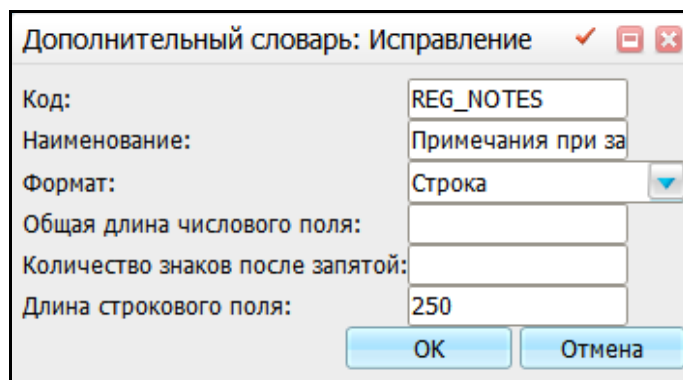 Дополнительный словарь: Исправление
Код: REG_NOTES
Наименование: Примечания при за
Формат: Строка
Общая длина числового поля:
Количество знаков после запятой:
Длина строкового поля: 250
OK Отмена